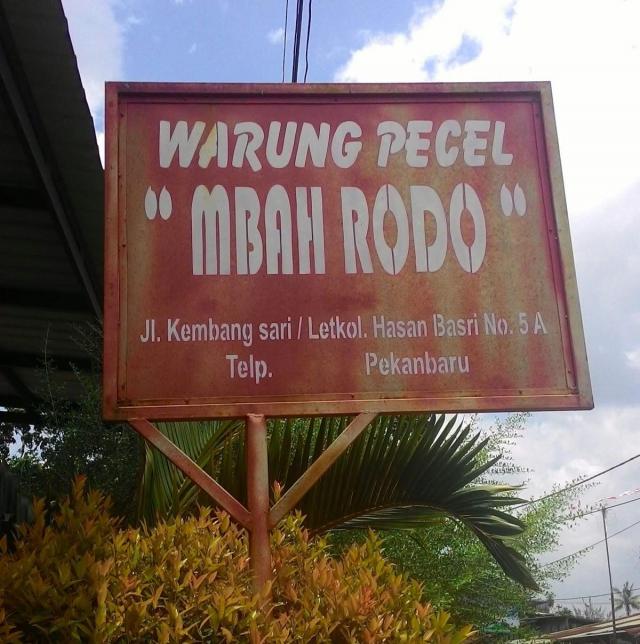 WARUNG PECEL
"MBAH RODO"
Jl. Kembang sari / Letkol. Hasan Basri No. 5 A
Telp. Pekanbaru